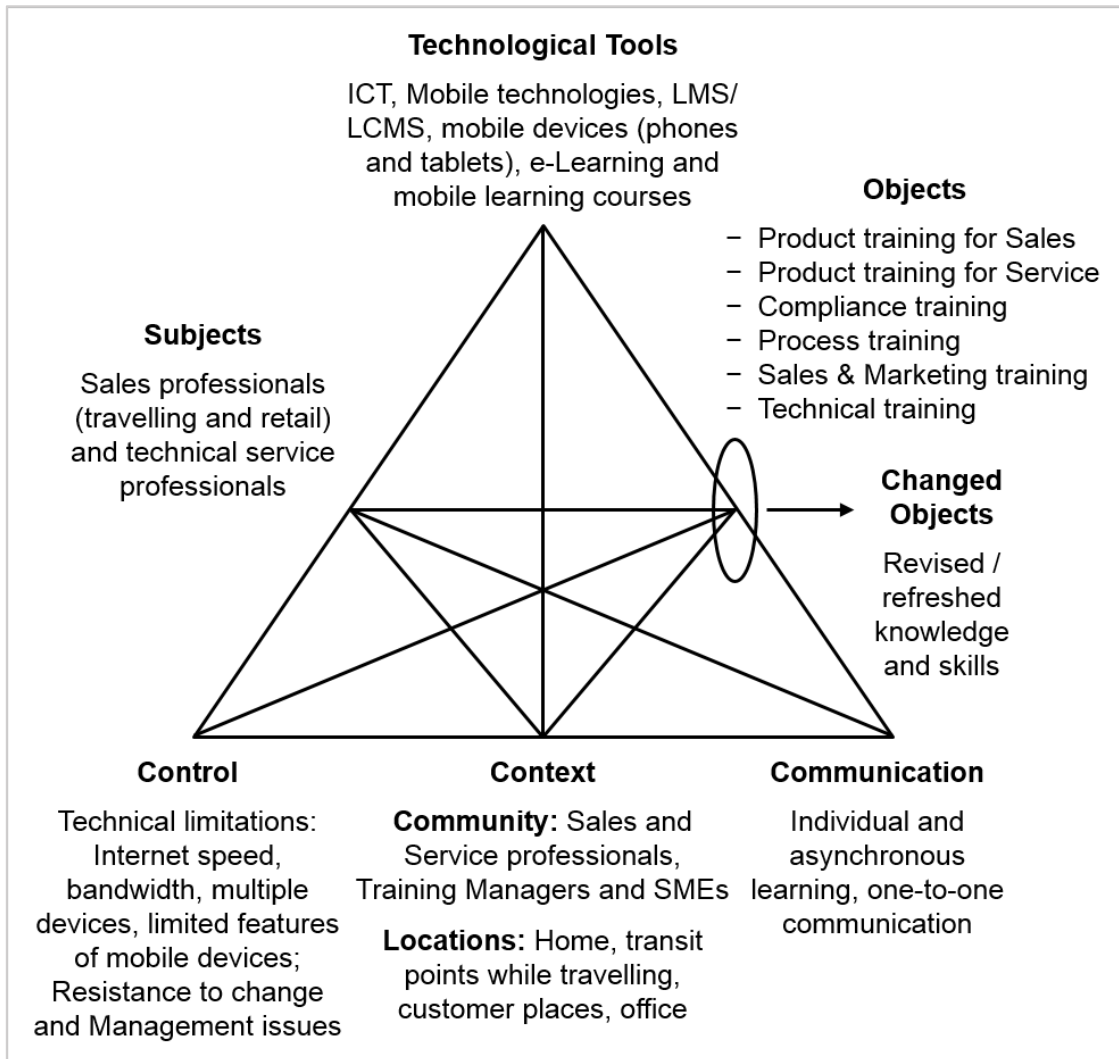 Technological Tools
ICT, Mobile technologies, LMS/
LCMS, mobile devices (phones
and tablets), e-Learning and
mobile learning courses
Objects
− Product training for Sales
− Product training for Service
− Compliance training
− Process training
− Sales & Marketing training
− Technical training
Subjects
Sales professionals
(travelling and retail)
and technical service
professionals
Changed
Objects
Revised /
refreshed
knowledge
and skills
Control
Technical limitations:
Internet speed,
bandwidth, multiple
devices, limited features
of mobile devices;
Resistance to change
and Management issues
Context
Community: Sales and
Service professionals,
Training Managers and SMEs
Locations: Home, transit
points while travelling,
customer places, office
Communication
Individual and
asynchronous
learning, one-to-one
communication